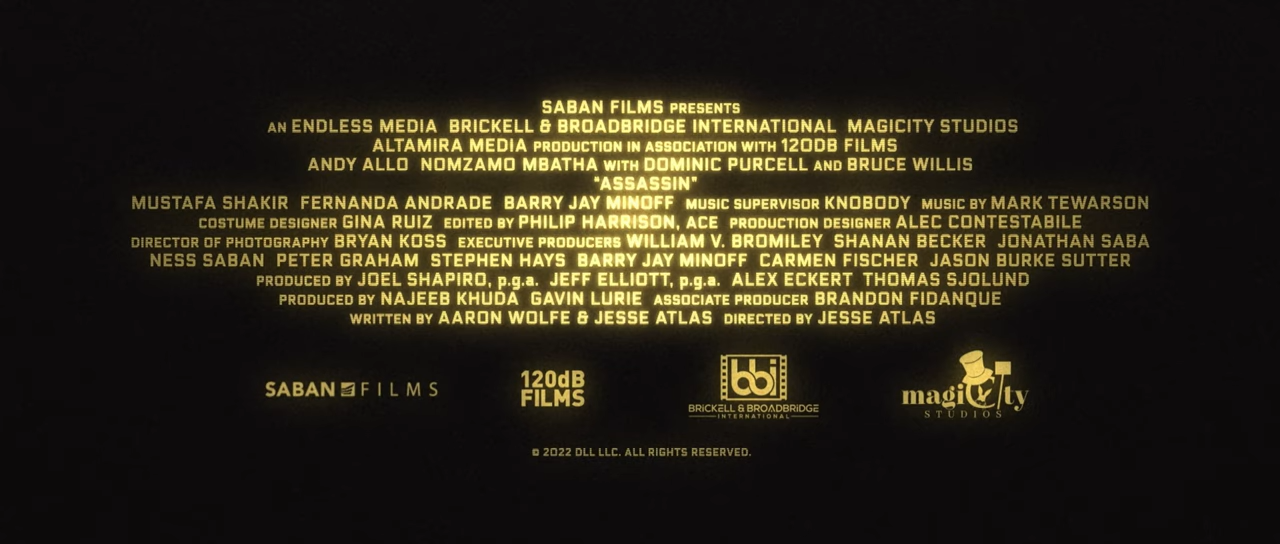 SABAN FILMS PRESENTS
AN ENDLESS MEDIA BRICKELL & BROADBRIDGE INTERNATIONAL MAGICITY STUDIOS
ALTAMIRA MEDIA PRODUCTION IN ASSOCIATION WITH 120DB FILMS
ANDY ALLO NOMZAMO MBATHA WITH DOMINIC PURCELL AND BRUCE WILLIS
"ASSASSIN"
MUSTAFA SHAKIR FERNANDA ANDRADE BARRY JAY MINOFF MUSIC SUPERVISOR KNOBODY MUSIC BY MARK TEWARSON
COSTUME DESIGNER GINA RUIZ EDITED BY PHILIP HARRISON, ACE PRODUCTION DESIGNER ALEC CONTESTABILE
DIRECTOR OF PHOTOGRAPHY BRYAN KOSS EXECUTIVE PRODUCERS WILLIAM V. BROMILEY SHANAN BECKER JONATHAN SABA
NESS SABAN PETER GRAHAM STEPHEN HAYS BARRY JAY MINOFF CARMEN FISCHER JASON BURKE SUTTER
PRODUCED BY JOEL SHAPIRO, p.g.a. JEFF ELLIOTT, p.g.a. ALEX ECKERT THOMAS SJOLUND
PRODUCED BY NAJEEB KHUDA GAVIN LURIE ASSOCIATE PRODUCER BRANDON FIDANQUE
WRITTEN BY AARON WOLFE & JESSE ATLAS DIRECTED BY JESSE ATLAS
SABAN FILMS
120dB
FILMS
bbi
BRICKELL & BROADBRIDGE
INTERNATIONAL
magiCity
STUDIOS
© 2022 DLL LLC. ALL RIGHTS RESERVED.